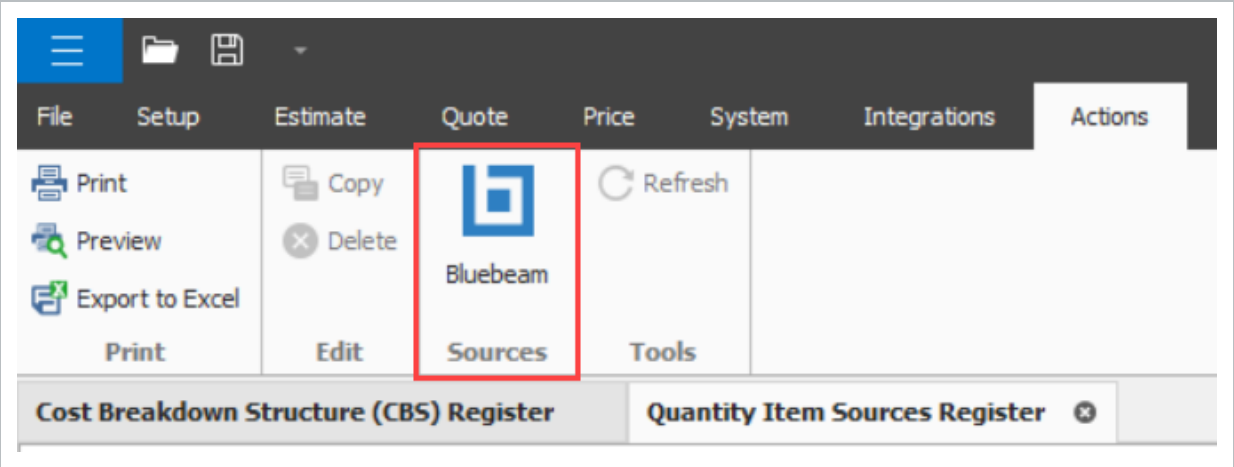 File Setup Estimate Quote Price System Integrations Actions
Print Copy Refresh
Preview Delete
Bluebeam
Export to Excel
Print Edit Sources Tools
Cost Breakdown Structure (CBS) Register Quantity Item Sources Register